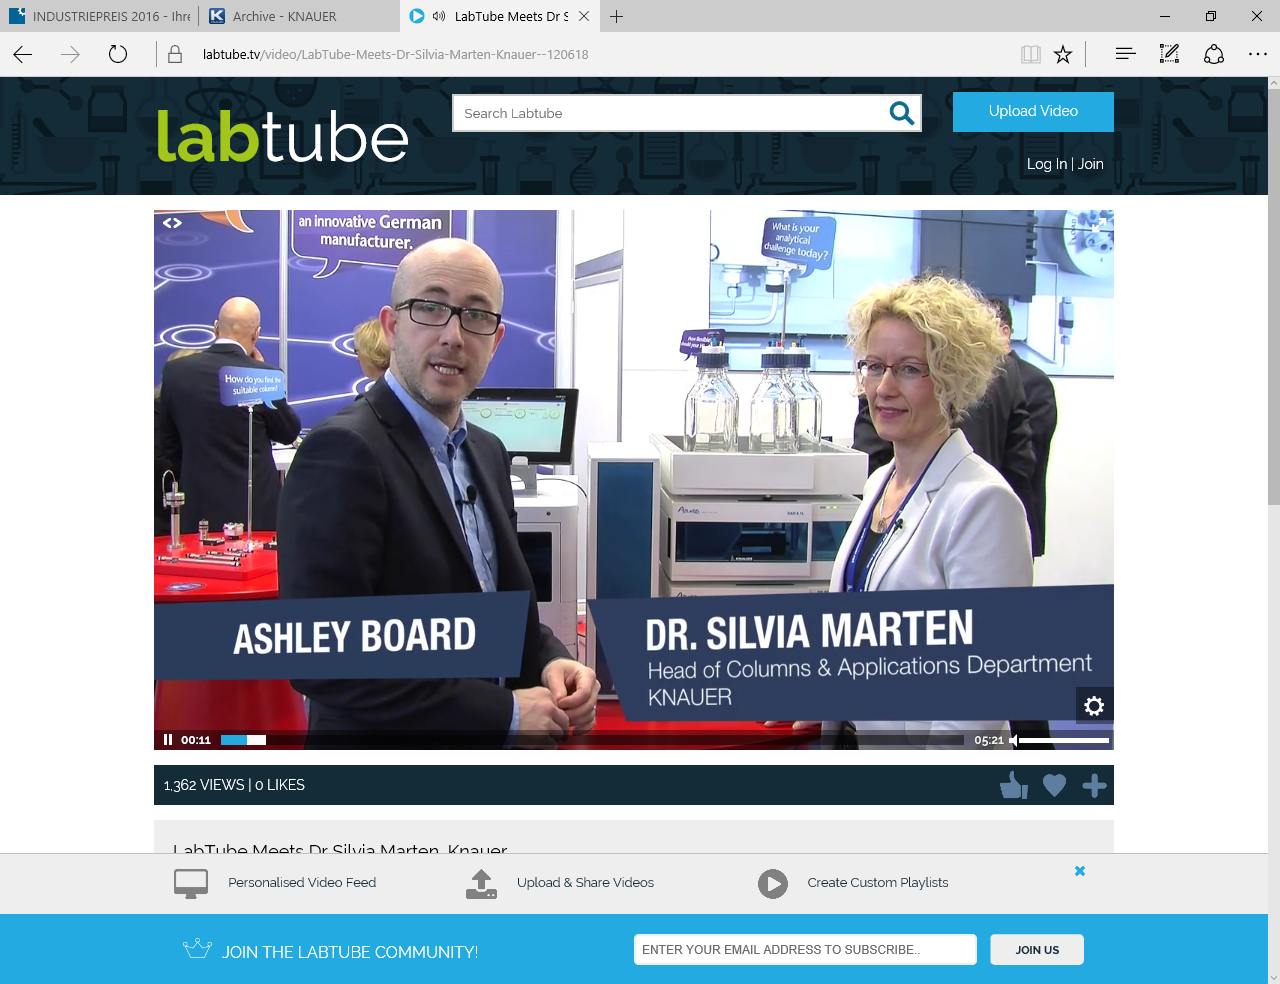 INDUSTRIEPREIS 2016 - Ihre
Archive - KNAUER
LabTube Meets Dr S
labtube.tv/video/LabTube-Meets-Dr-Silvia-Marten-Knauer--120618
labtube
Search Labtube
Upload Video
Log In | Join
an innovative German
manufacturer.
What is your
analytical
challenge today?
How do you find the
suitable column?
ASHLEY BOARD
DR. SILVIA MARTEN
Head of Columns & Applications Department
KNAUER
00:11
05:21
1,362 VIEWS | 0 LIKES
LabTube Meets Dr Silvia Marten, Knauer
Personalised Video Feed
Upload & Share Videos
Create Custom Playlists
JOIN THE LABTUBE COMMUNITY!
ENTER YOUR EMAIL ADDRESS TO SUBSCRIBE..
JOIN US